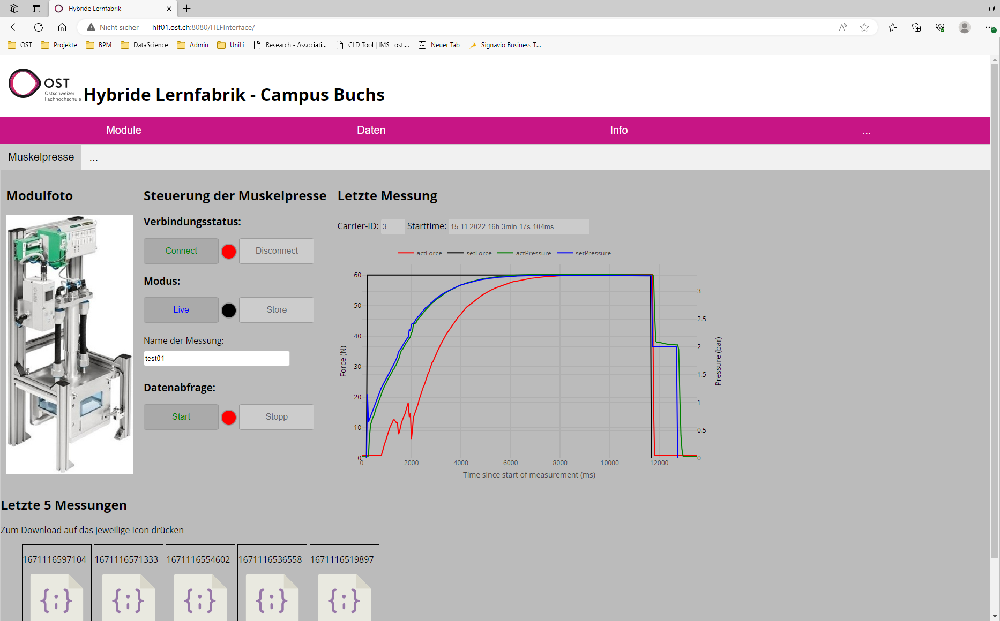 Hybride Lernfabrik
Nicht sicher hlf01.ost.ch:8080/HLFInterface/
OST Projekte BPM DataScience Admin UniLi Research - Associati... CLD Tool | IMS | ost.... Neuer Tab Signavio Business T...
OST
Ostschweizer
Fachhochschule
Hybride Lernfabrik - Campus Buchs
Module Daten Info ...
Muskelpresse ...
Modulfoto
Steuerung der Muskelpresse
Verbindungsstatus:
Connect Disconnect
Modus:
Live Store
Name der Messung:
test01
Datenabfrage:
Start Stopp
Letzte Messung
Carrier-ID: 3 Starttime: 15.11.2022 16h 3min 17s 104ms
actForce setForce actPressure setPressure
60
50
40
30
20
10
0
Force (N)
3
2.5
2
1.5
1
0.5
0
Pressure (bar)
0 2000 4000 6000 8000 10000 12000
Time since start of measurement (ms)
Letzte 5 Messungen
Zum Download auf das jeweilige Icon drücken
1671116597104 1671116571333 1671116554602 1671116536558 1671116519897
{;} {;} {;} {;} {;}